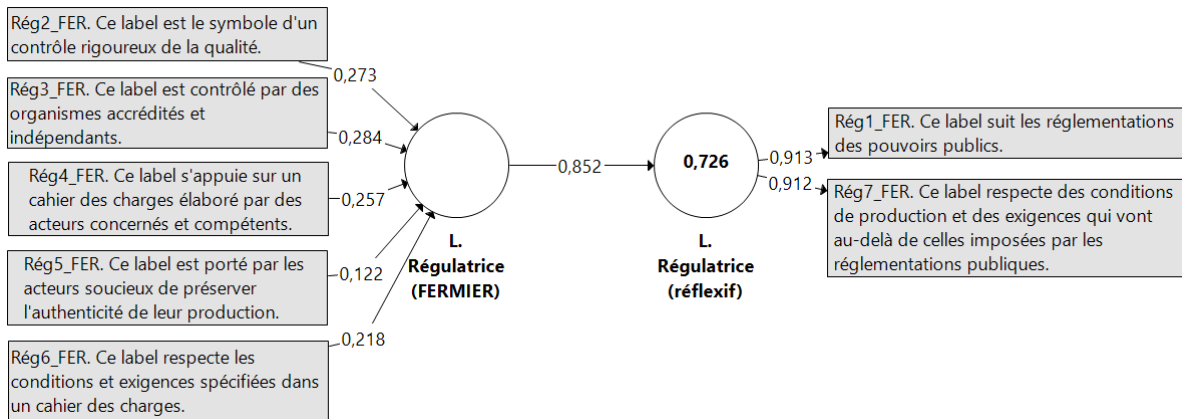 Rég2_FER. Ce label est le symbole d'un
contrôle rigoureux de la qualité.
0,273
Rég3_FER. Ce label est contrôlé par des
organismes accrédités et
indépendants.
0,284
Rég4_FER. Ce label s'appuie sur un
cahier des charges élaboré par des
acteurs concernés et compétents.
0,257
Rég5_FER. Ce label est porté par les
acteurs soucieux de préserver
l'authenticité de leur production.
0,122
Rég6_FER. Ce label respecte les
conditions et exigences spécifiées dans
un cahier des charges.
0,218
L.
Régulatrice
(FERMIER)
0,852
0,726
L.
Régulatrice
(réflexif)
0,913
Rég1_FER. Ce label suit les réglementations
des pouvoirs publics.
0,912
Rég7_FER. Ce label respecte des conditions
de production et des exigences qui vont
au-delà de celles imposées par les
réglementations publiques.